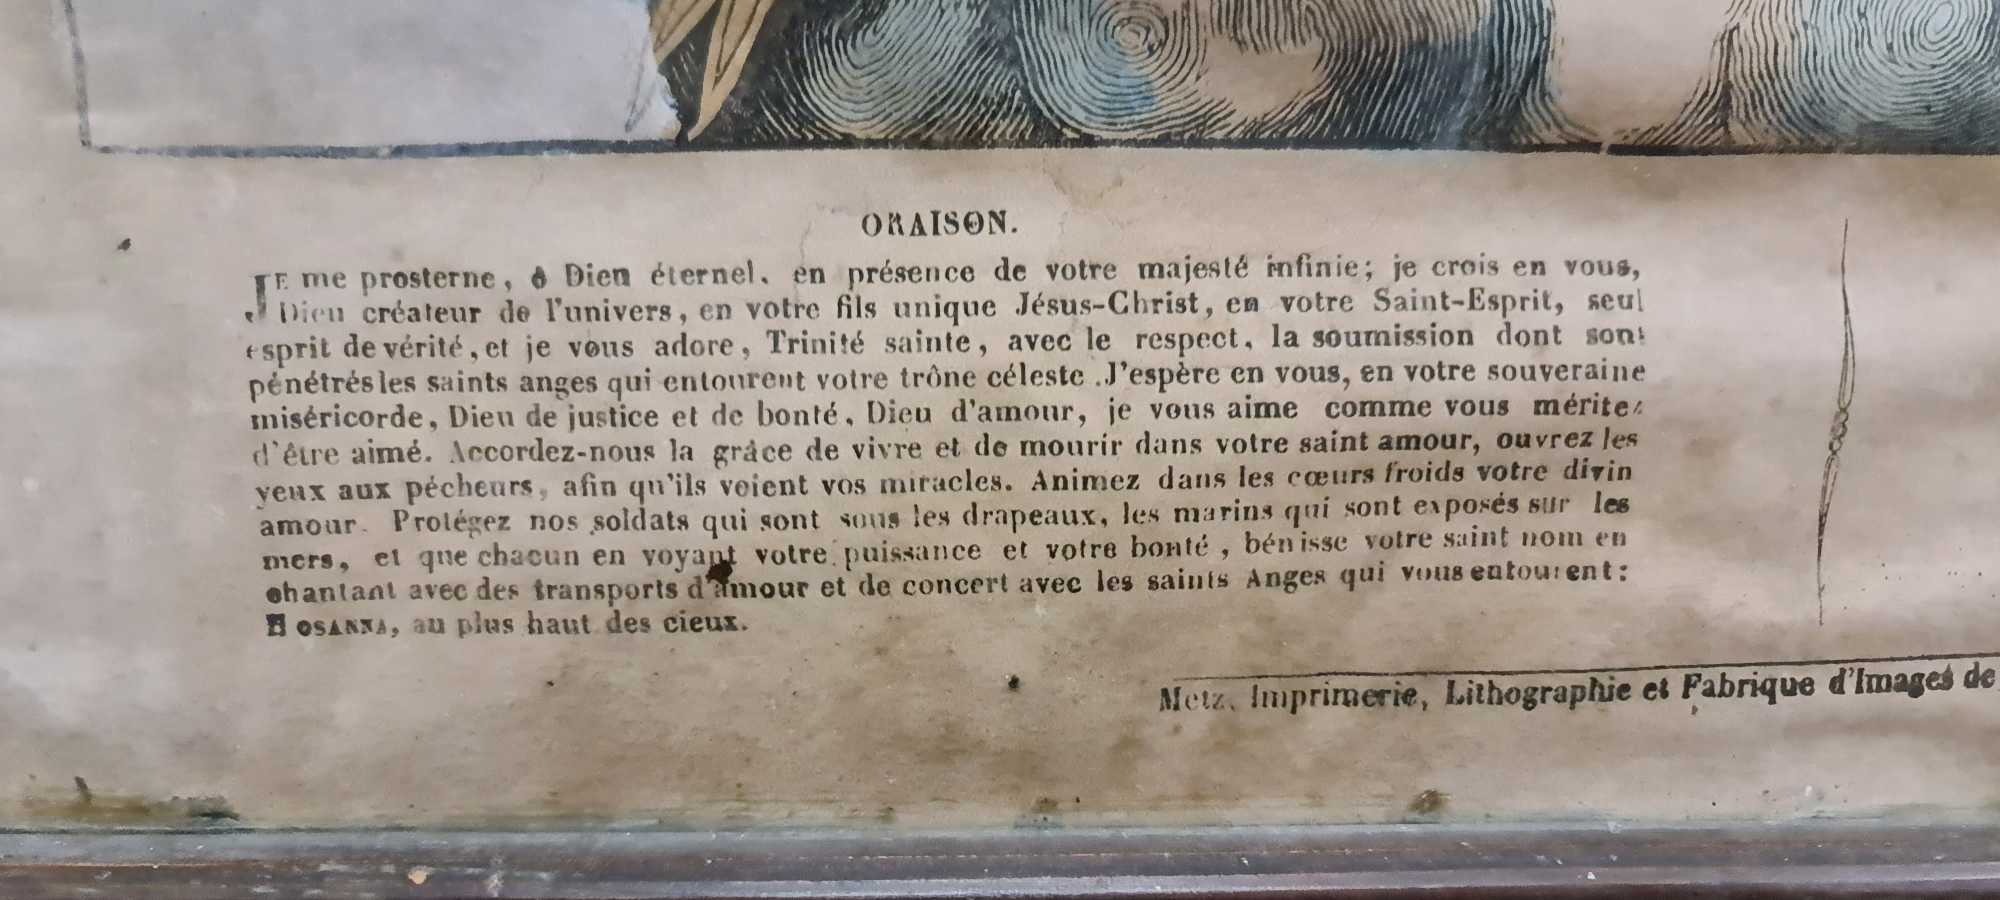 ORAISON.
JE me prosterne, ô Dieu éternel, en présence de votre majesté infinie; je crois en vous,
Dieu créateur de l'univers, en votre fils unique Jésus-Christ, en votre Saint-Esprit, seul
esprit de vérité, et je vous adore, Trinité sainte, avec le respect, la soumission dont sont
pénétrés les saints anges qui entourent votre trône céleste. J'espère en vous, en votre souveraine
miséricorde, Dieu de justice et de bonté, Dieu d'amour, je vous aime comme vous méritez
d'être aimé. Accordez-nous la grâce de vivre et de mourir dans votre saint amour, ouvrez les
yeux aux pécheurs, afin qu'ils voient vos miracles. Animez dans les cœurs froids votre divin
amour. Protégez nos soldats qui sont sous les drapeaux, les marins qui sont exposés sur les
mers, et que chacun en voyant votre puissance et votre bonté, bénisse votre saint nom en
chantant avec des transports d'amour et de concert avec les saints Anges qui vous entourent:
HOSANNA, au plus haut des cieux.
Metz, Imprimerie, Lithographie et Fabrique d'Images de